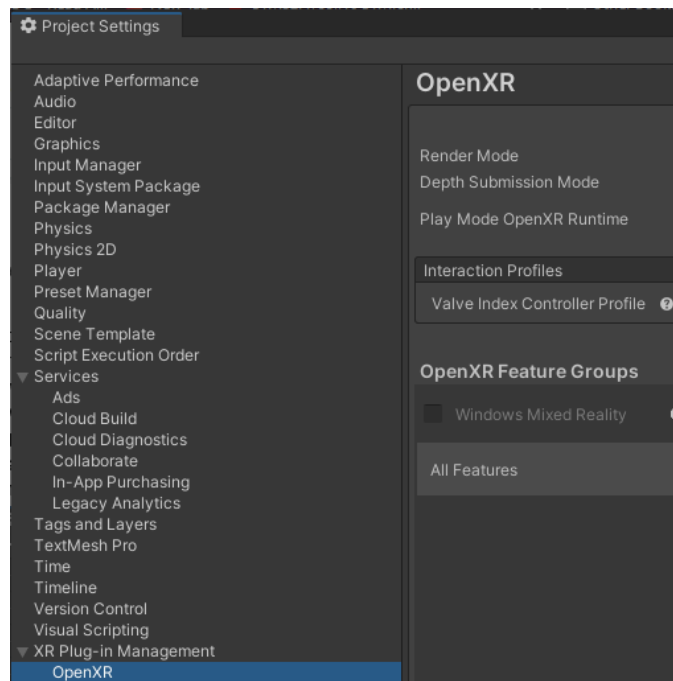 Project Settings
Adaptive Performance
Audio
Editor
Graphics
Input Manager
Input System Package
Package Manager
Physics
Physics 2D
Player
Preset Manager
Quality
Scene Template
Script Execution Order
Services
Ads
Cloud Build
Cloud Diagnostics
Collaborate
In-App Purchasing
Legacy Analytics
Tags and Layers
TextMesh Pro
Time
Timeline
Version Control
Visual Scripting
XR Plug-in Management
OpenXR
OpenXR
Render Mode
Depth Submission Mode
Play Mode OpenXR Runtime
Interaction Profiles
Valve Index Controller Profile
OpenXR Feature Groups
Windows Mixed Reality
All Features